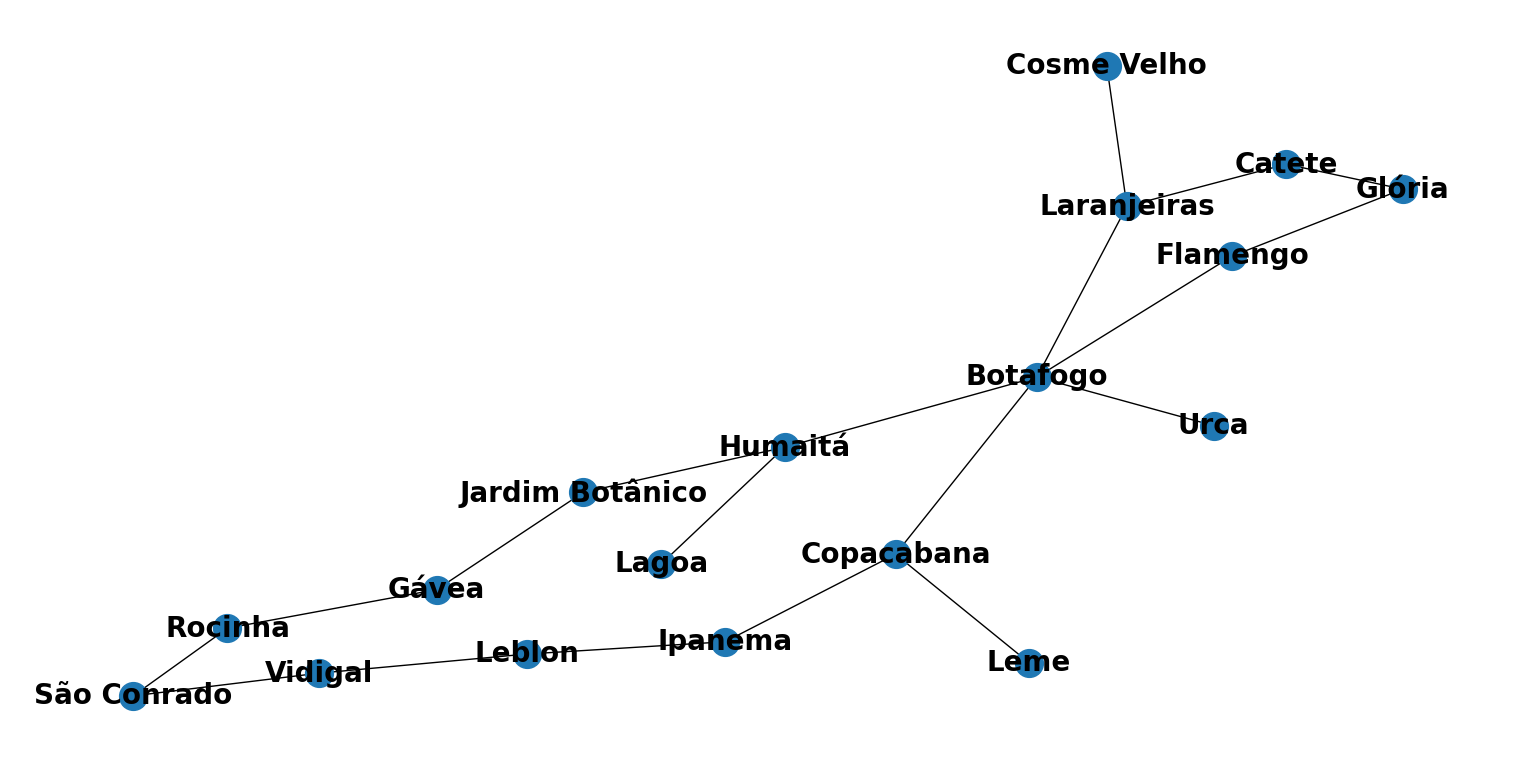 Cosme Velho
Catete
Glória
Laranjeiras
Flamengo
Botafogo
Urca
Humaitá
Jardim Botânico
Copacabana
Lagoa
Gávea
Rocinha
Ipanema
Leblon
Leme
Vidigal
São Conrado